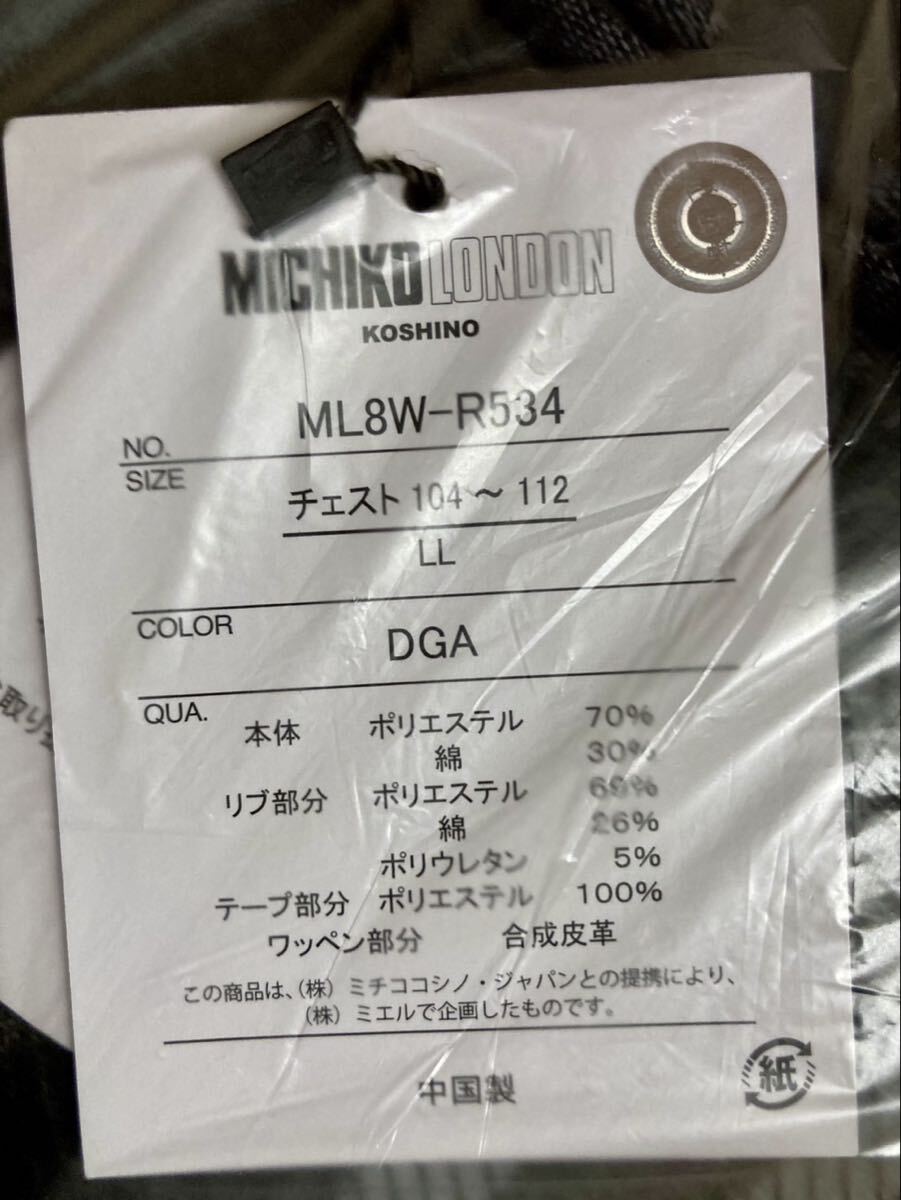 MICHIKO LONDON
KOSHINO
NO. ML8W-R534
SIZE
チェスト 104～112
LL
COLOR DGA
QUA. 本体 ポリエステル 70%
綿 30%
リブ部分 ポリエステル 69%
綿 26%
ポリウレタン 5%
テープ部分 ポリエステル 100%
ワッペン部分 合成皮革
この商品は、(株)ミチココシノ・ジャパンとの提携により、
(株)ミエルで企画したものです。
中国製
紙
取り